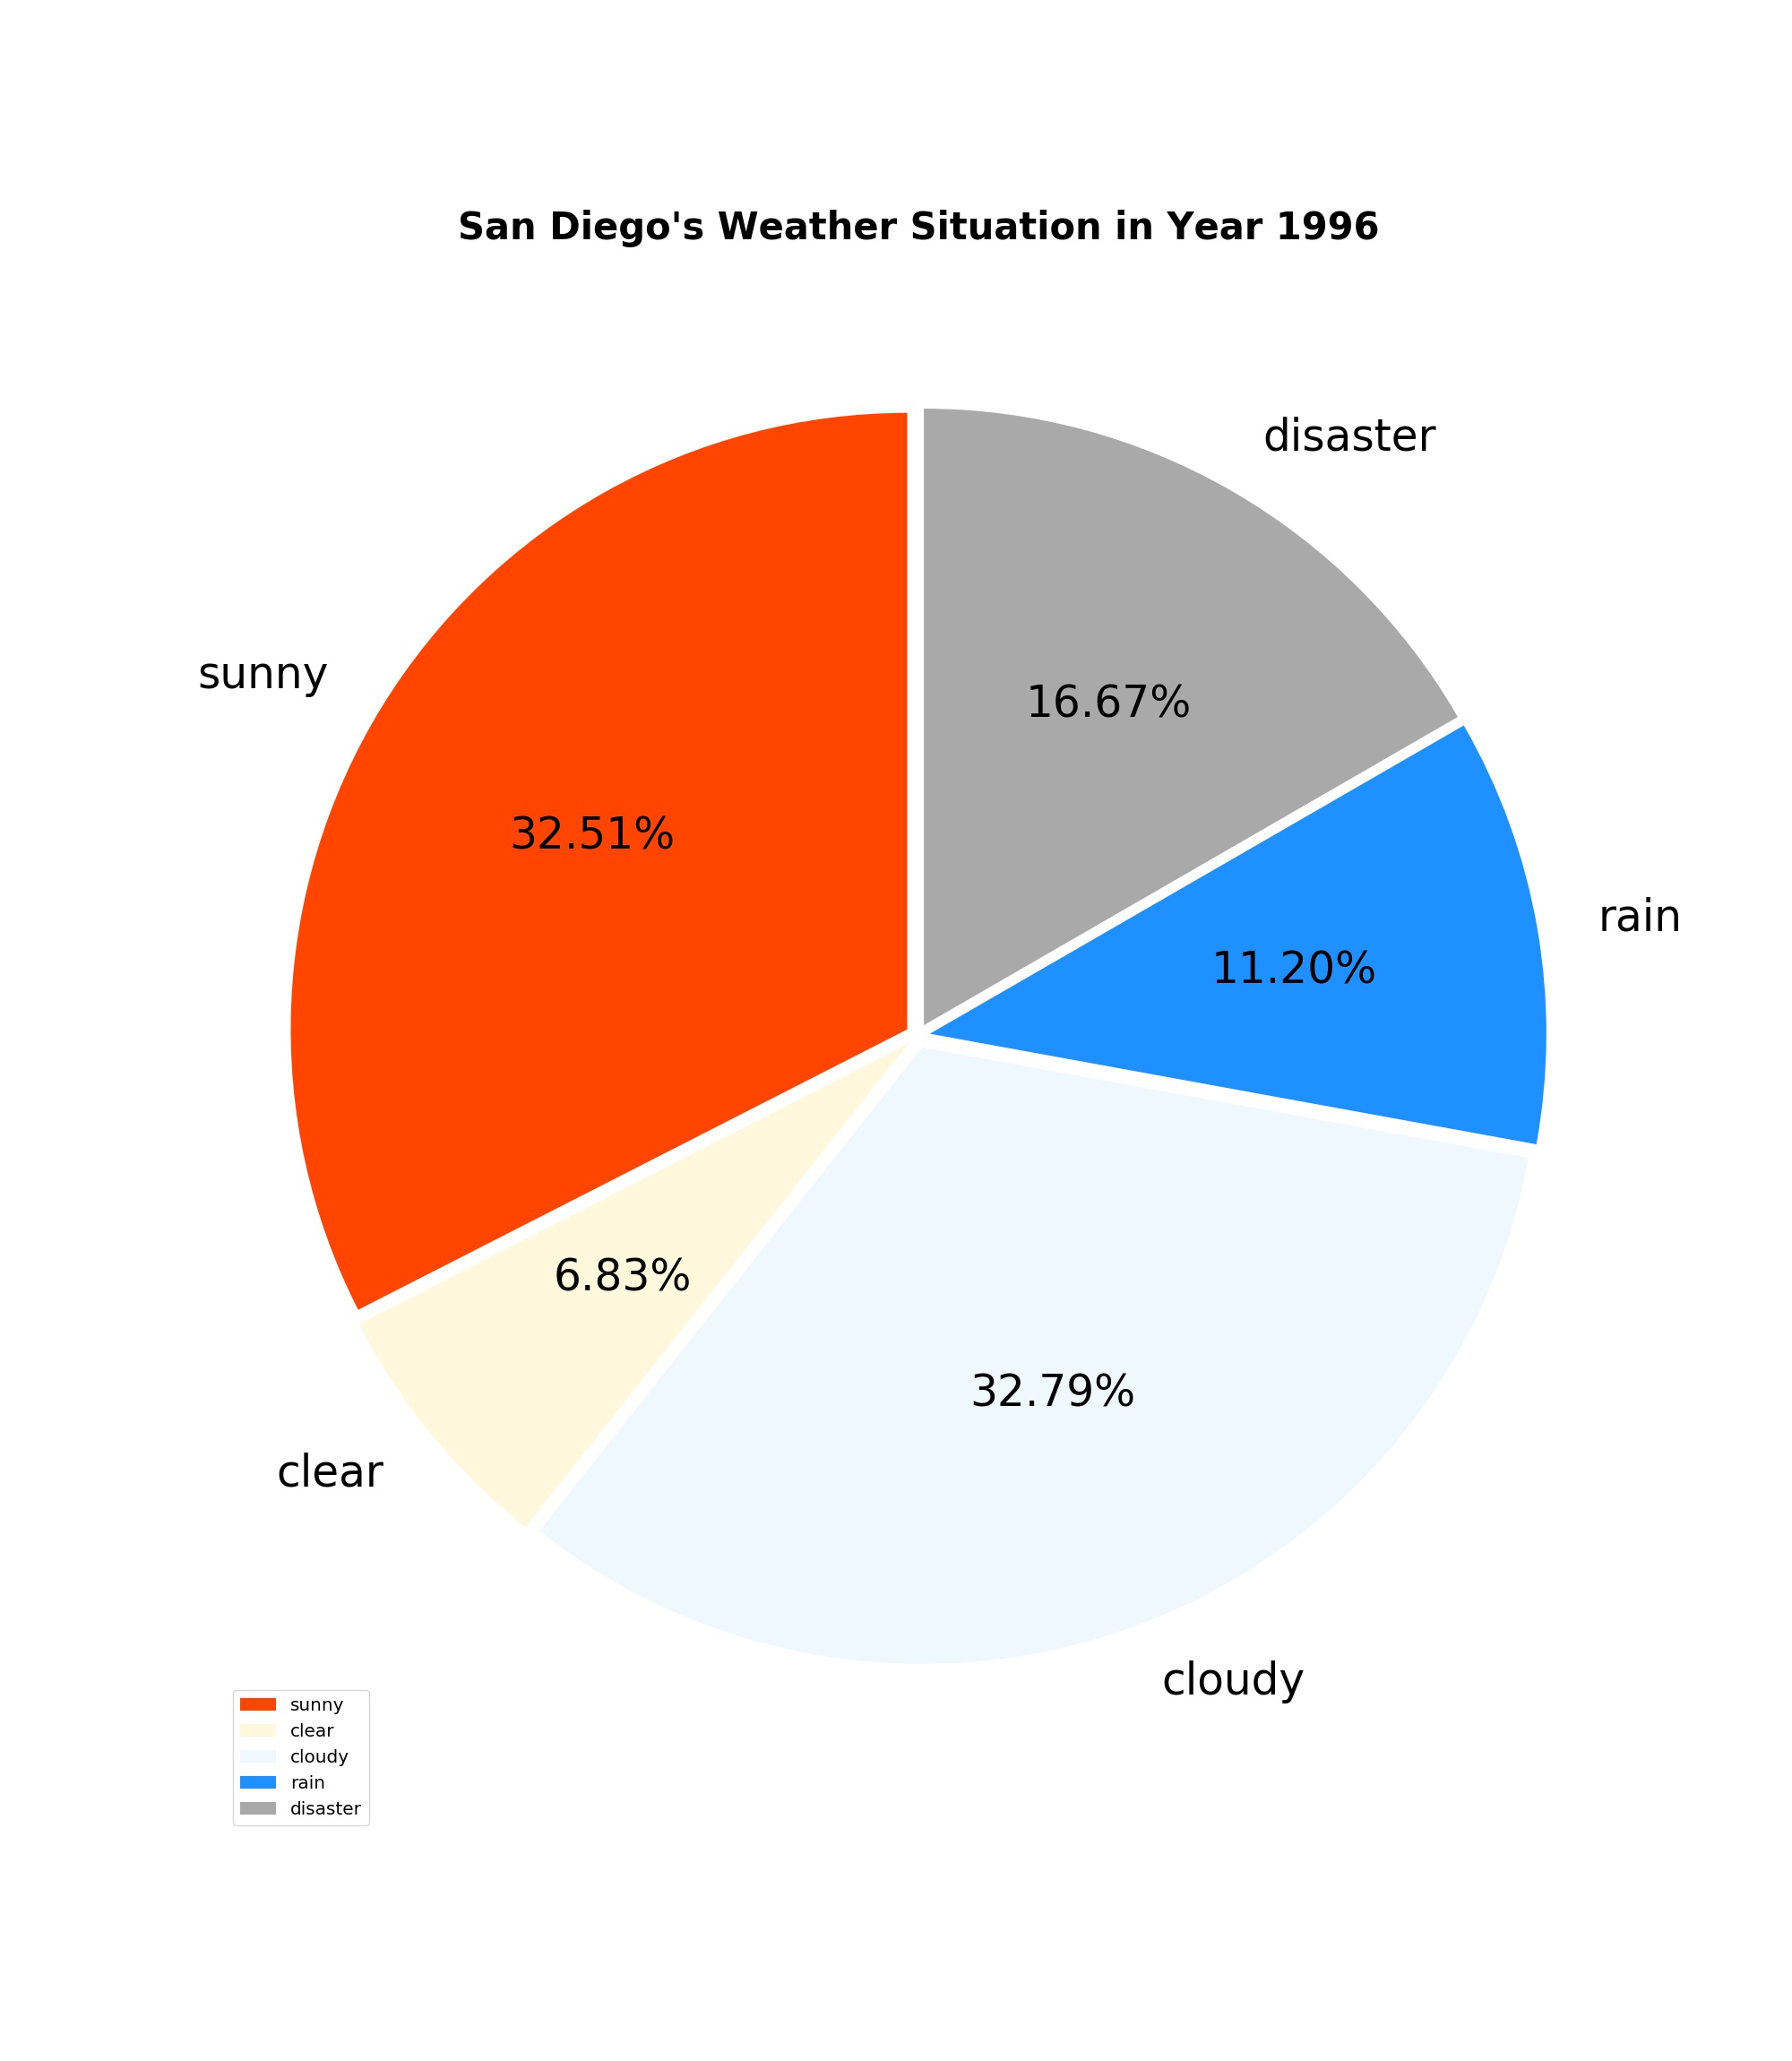 San Diego's Weather Situation in Year 1996
disaster
sunny
16.67%
32.51%
rain
11.20%
6.83%
32.79%
clear
cloudy
sunny
clear
cloudy
rain
disaster